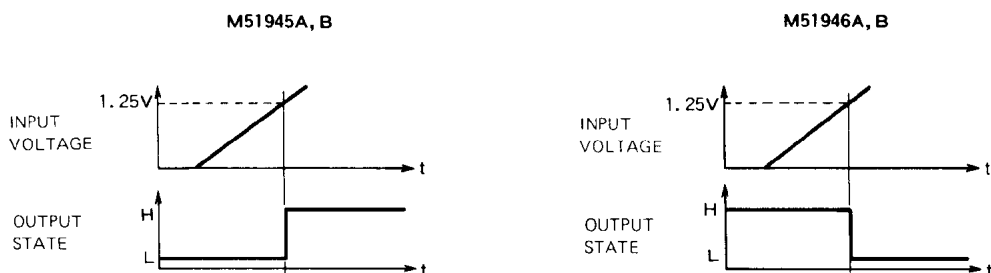 M51945A, B
1.25V
INPUT
VOLTAGE
t
H
OUTPUT
STATE
L
t
M51946A, B
1.25V
INPUT
VOLTAGE
t
H
OUTPUT
STATE
L
t